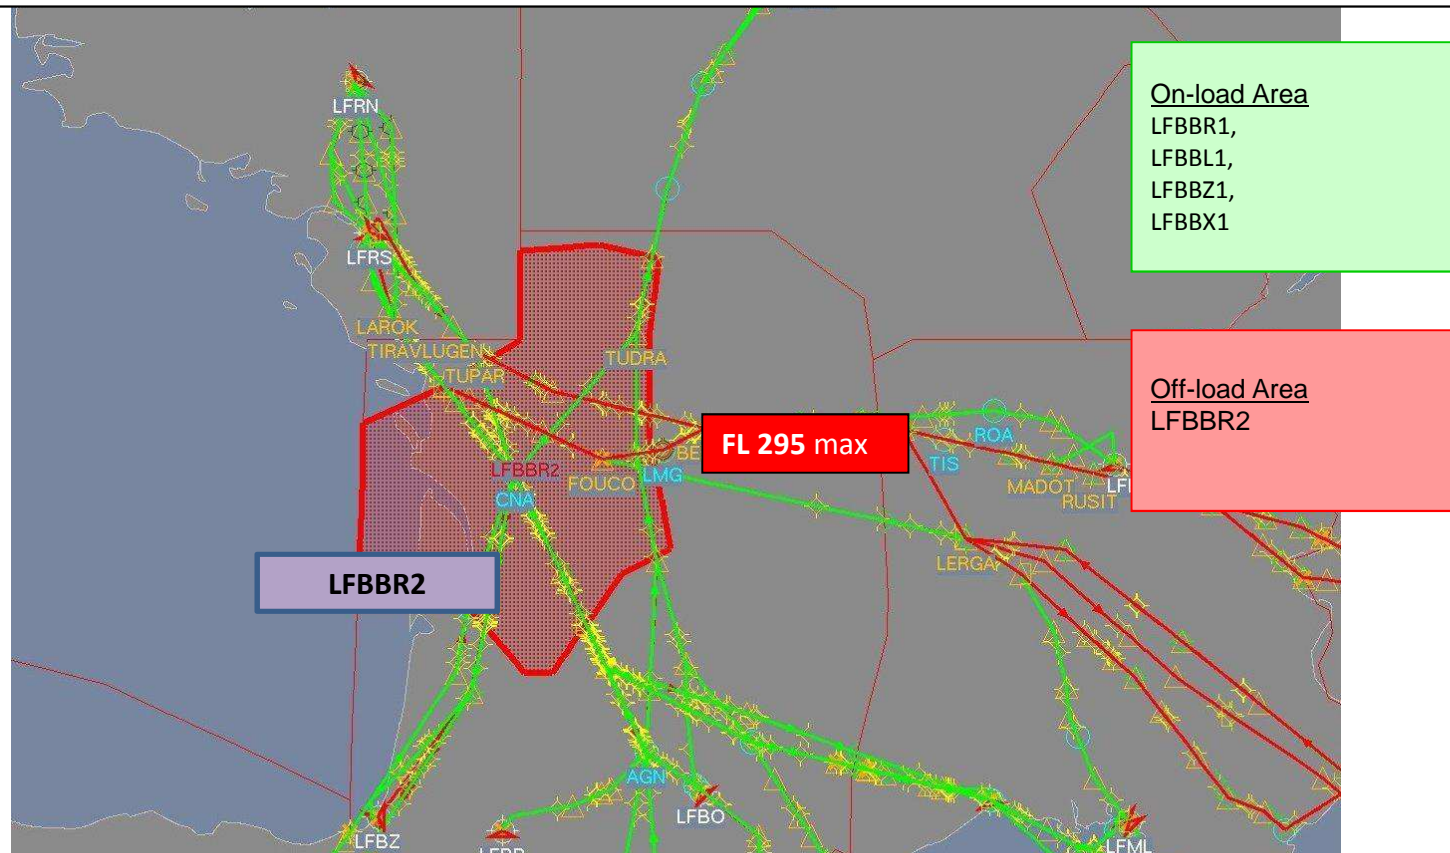 LFRN
On-load Area
LFBBR1,
LFBBL1,
LFBBZ1,
LFBBX1
LFRS
LAROK
TIRAVLUGEN
TUPAR
TUDRA
Off-load Area
LFBBR2
FL 295 max
ROA
TIS
MADOT
RUSIT
LFBBR2
CNA
FOUCO
LMG
BE
LERGA
LFBBR2
AGN
LFBO
LFBZ
LFML